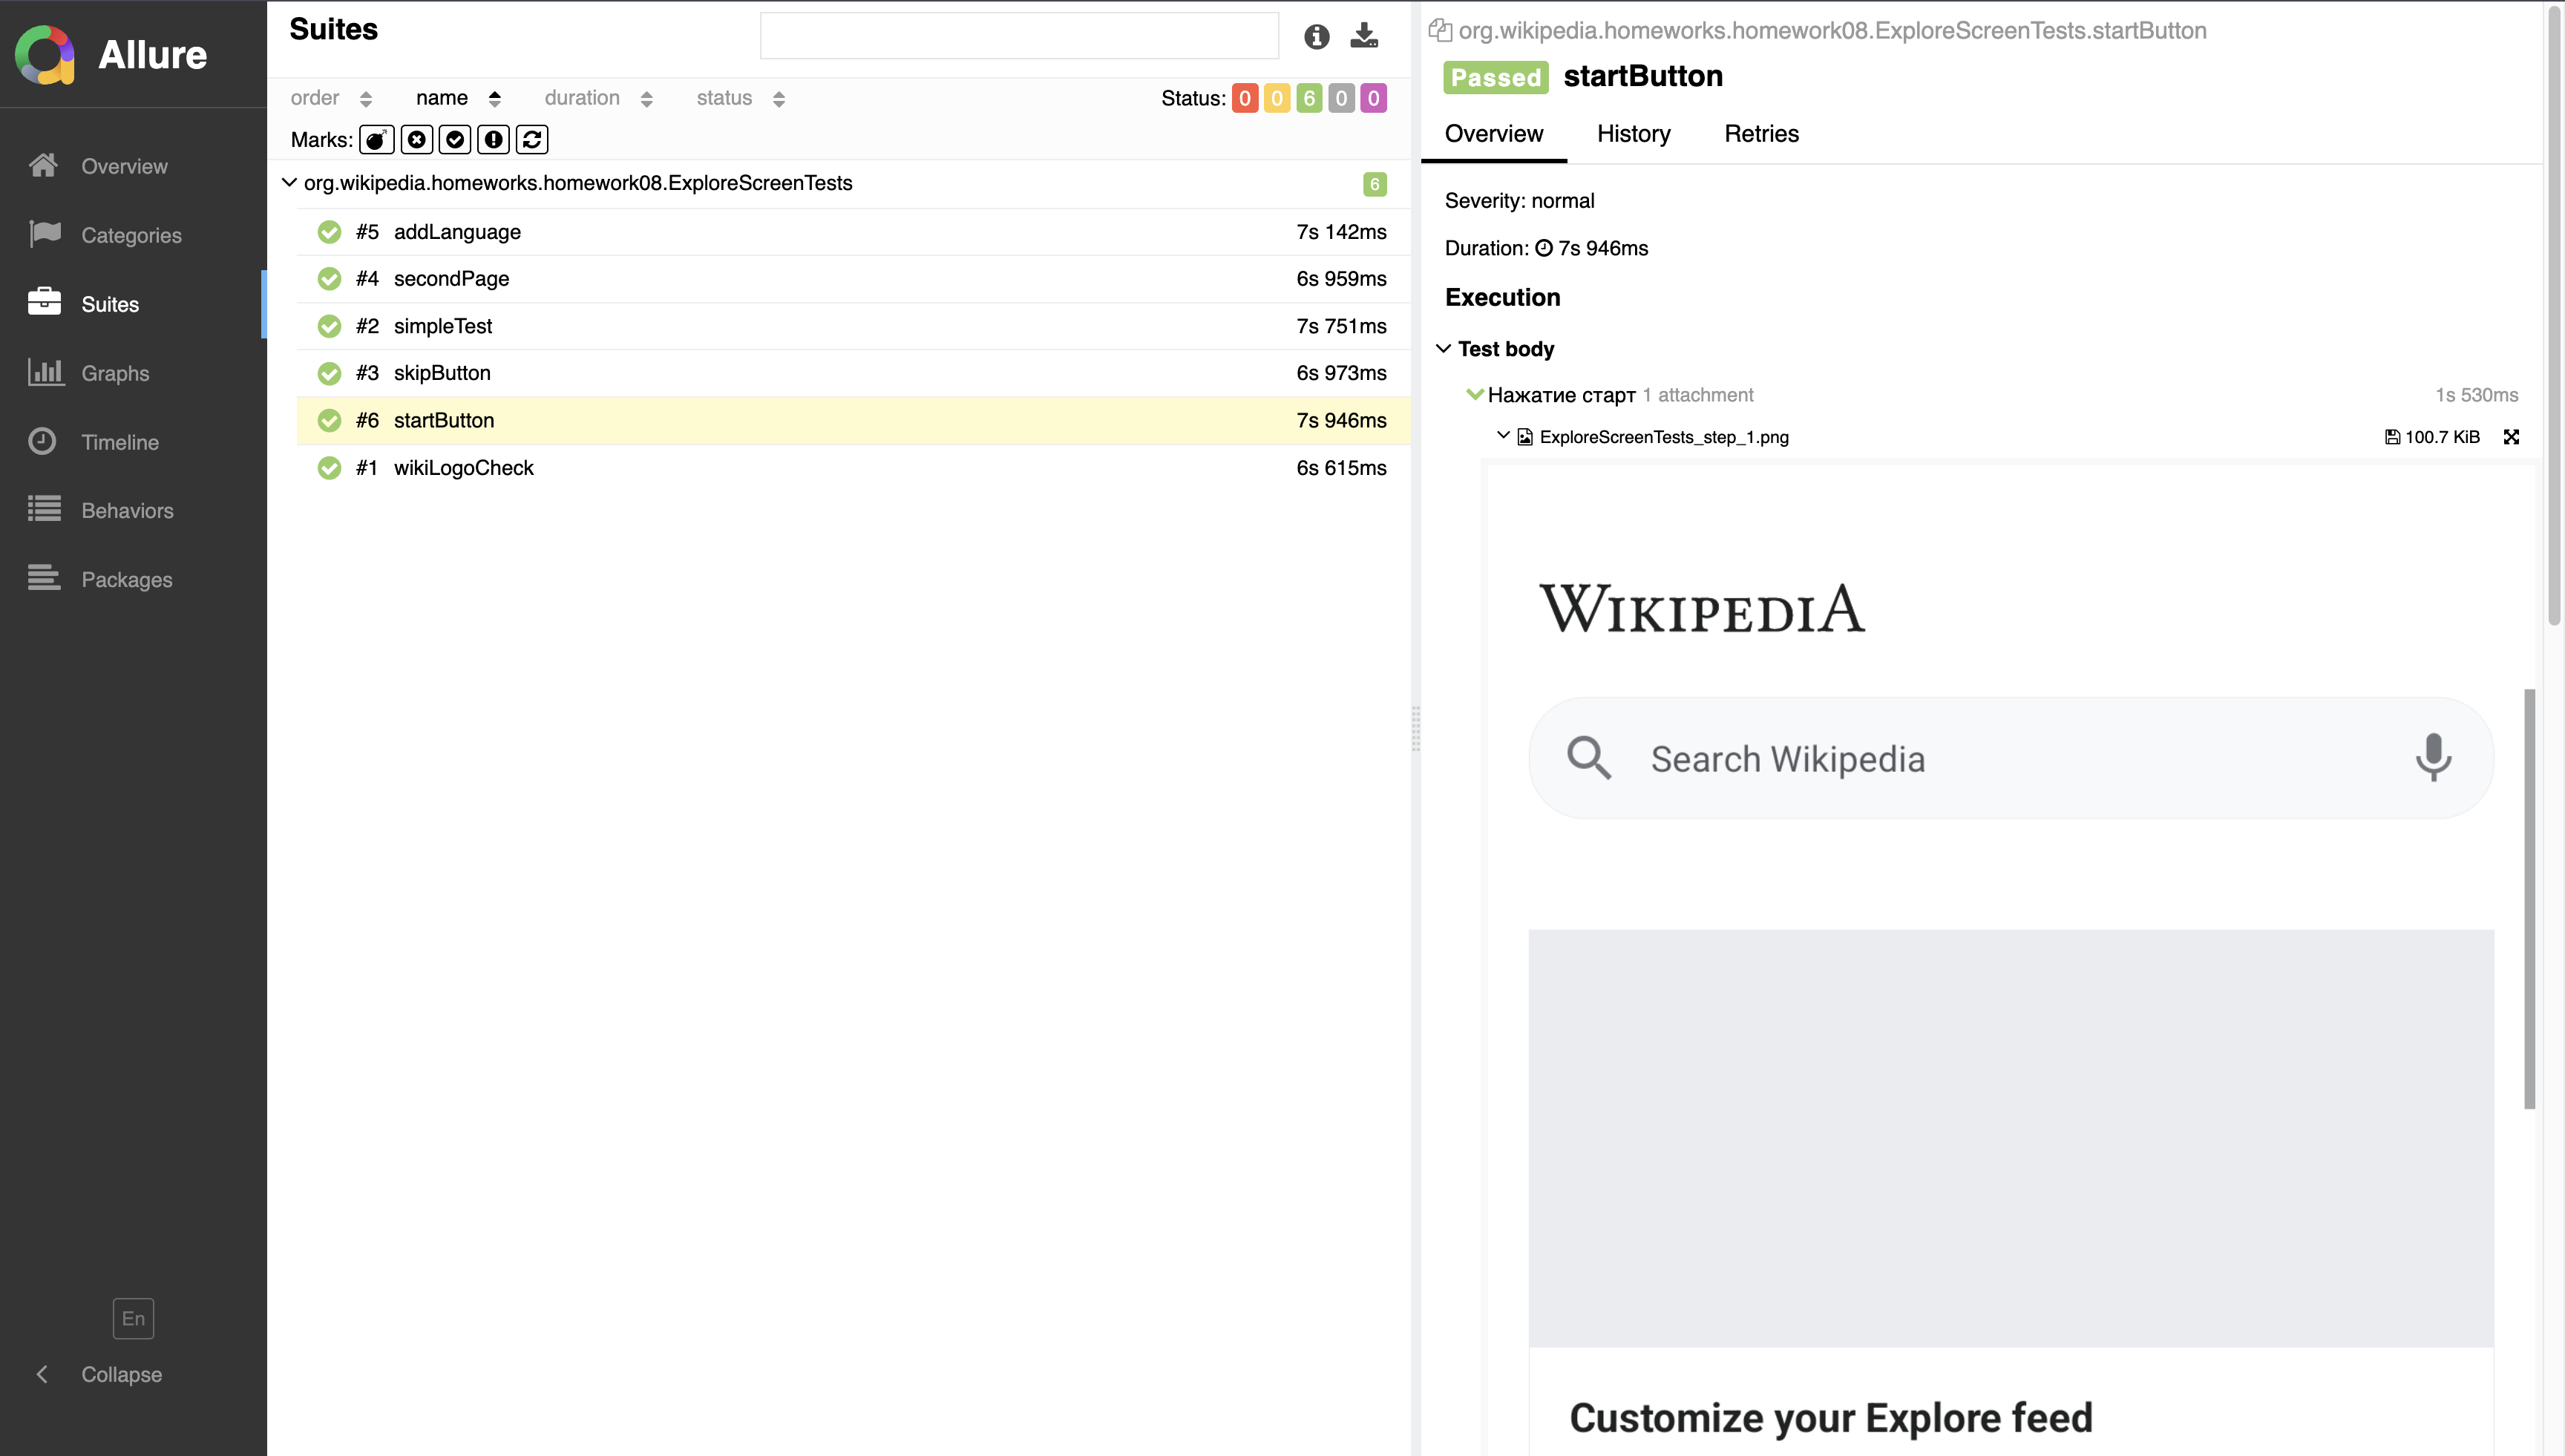 Allure
Overview
Categories
Suites
Graphs
Timeline
Behaviors
Packages
En
Collapse
Suites
order name duration status
Status: 0 0 6 0 0
Marks:
org.wikipedia.homeworks.homework08.ExploreScreenTests 6
#5 addLanguage 7s 142ms
#4 secondPage 6s 959ms
#2 simpleTest 7s 751ms
#3 skipButton 6s 973ms
#6 startButton 7s 946ms
#1 wikiLogoCheck 6s 615ms
org.wikipedia.homeworks.homework08.ExploreScreenTests.startButton
Passed startButton
Overview History Retries
Severity: normal
Duration: 7s 946ms
Execution
Test body
Нажатие старт 1 attachment 1s 530ms
ExploreScreenTests_step_1.png 100.7 KiB
WIKIPEDIA
Search Wikipedia
Customize your Explore feed